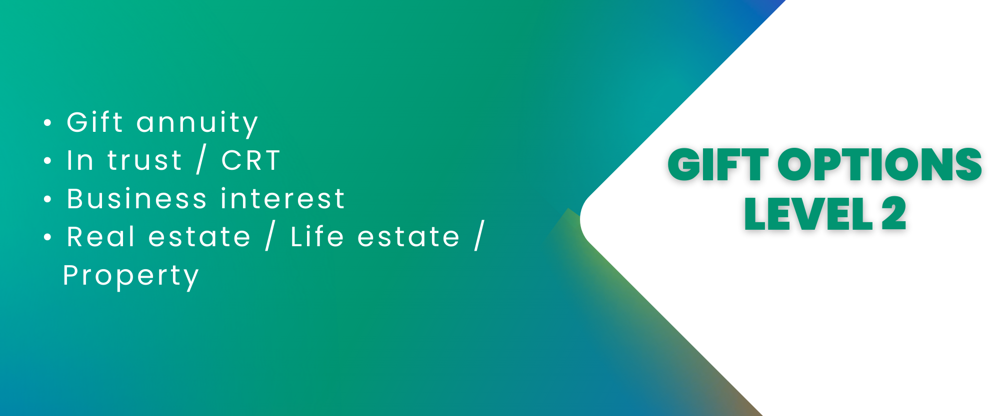 • Gift annuity
• In trust / CRT
• Business interest
• Real estate / Life estate /
Property
GIFT OPTIONS
LEVEL 2